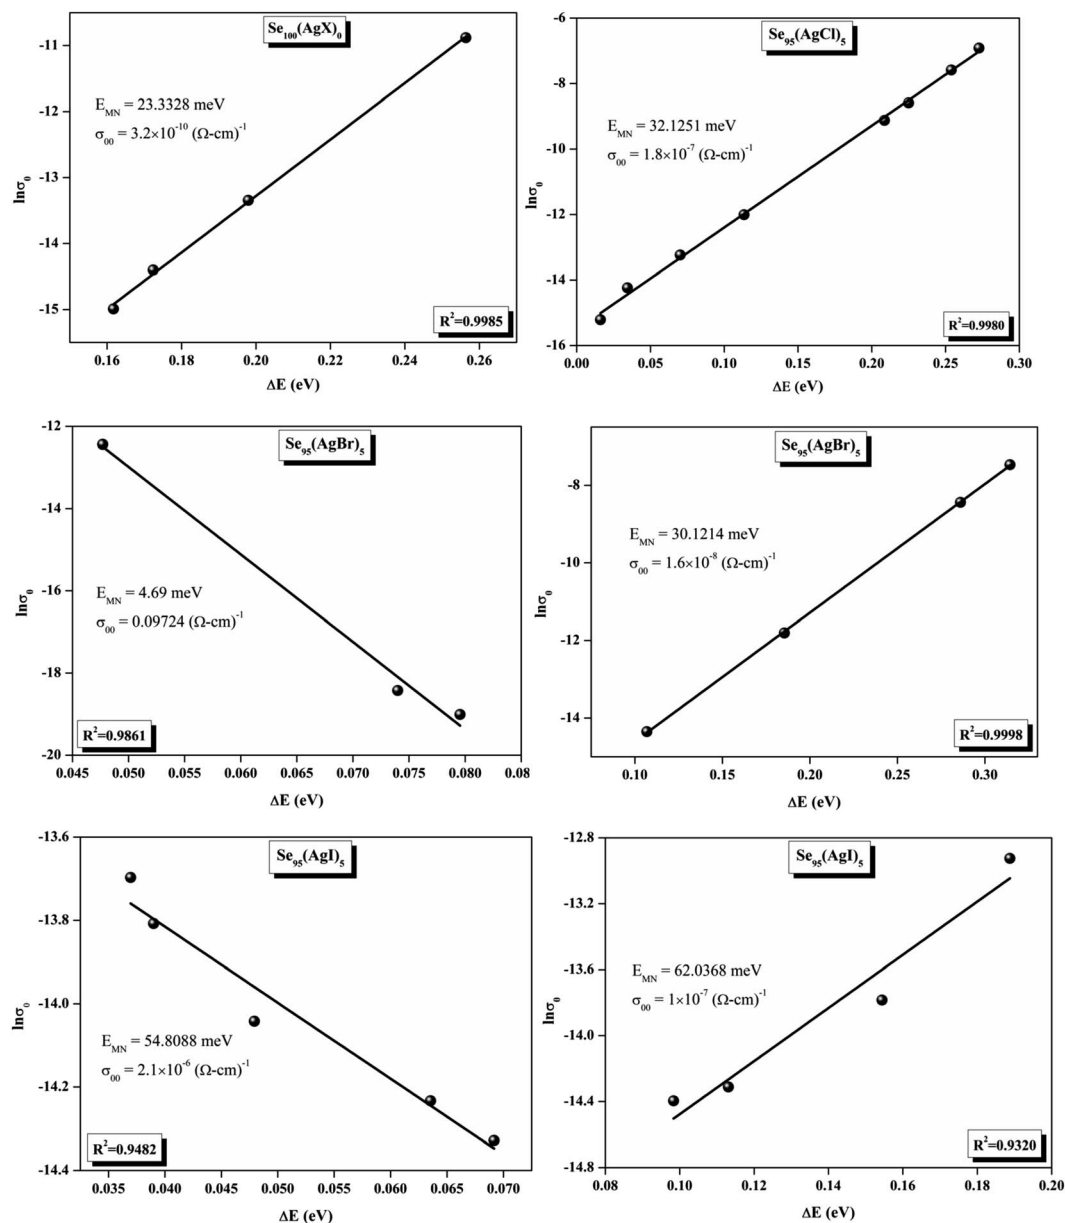 Se₁₀₀(AgX)₀
E_MN = 23.3328 meV
σ₀₀ = 3.2×10⁻¹⁰ (Ω-cm)⁻¹
R²=0.9985
lnσ₀
-11
-12
-13
-14
-15
0.16 0.18 0.20 0.22 0.24 0.26
ΔE (eV)
Se₉₅(AgCl)₅
E_MN = 32.1251 meV
σ₀₀ = 1.8×10⁻⁷ (Ω-cm)⁻¹
R²=0.9980
lnσ₀
-6
-8
-10
-12
-14
-16
0.00 0.05 0.10 0.15 0.20 0.25 0.30
ΔE (eV)
Se₉₅(AgBr)₅
E_MN = 4.69 meV
σ₀₀ = 0.09724 (Ω-cm)⁻¹
R²=0.9861
lnσ₀
-12
-14
-16
-18
-20
0.045 0.050 0.055 0.060 0.065 0.070 0.075 0.080 0.08
ΔE (eV)
Se₉₅(AgBr)₅
E_MN = 30.1214 meV
σ₀₀ = 1.6×10⁻⁸ (Ω-cm)⁻¹
R²=0.9998
lnσ₀
-8
-10
-12
-14
0.10 0.15 0.20 0.25 0.30
ΔE (eV)
Se₉₅(AgI)₅
E_MN = 54.8088 meV
σ₀₀ = 2.1×10⁻⁶ (Ω-cm)⁻¹
R²=0.9482
lnσ₀
-13.6
-13.8
-14.0
-14.2
-14.4
0.035 0.040 0.045 0.050 0.055 0.060 0.065 0.070
ΔE (eV)
Se₉₅(AgI)₅
E_MN = 62.0368 meV
σ₀₀ = 1×10⁻⁷ (Ω-cm)⁻¹
R²=0.9320
lnσ₀
-12.8
-13.2
-13.6
-14.0
-14.4
-14.8
0.08 0.10 0.12 0.14 0.16 0.18 0.20
ΔE (eV)